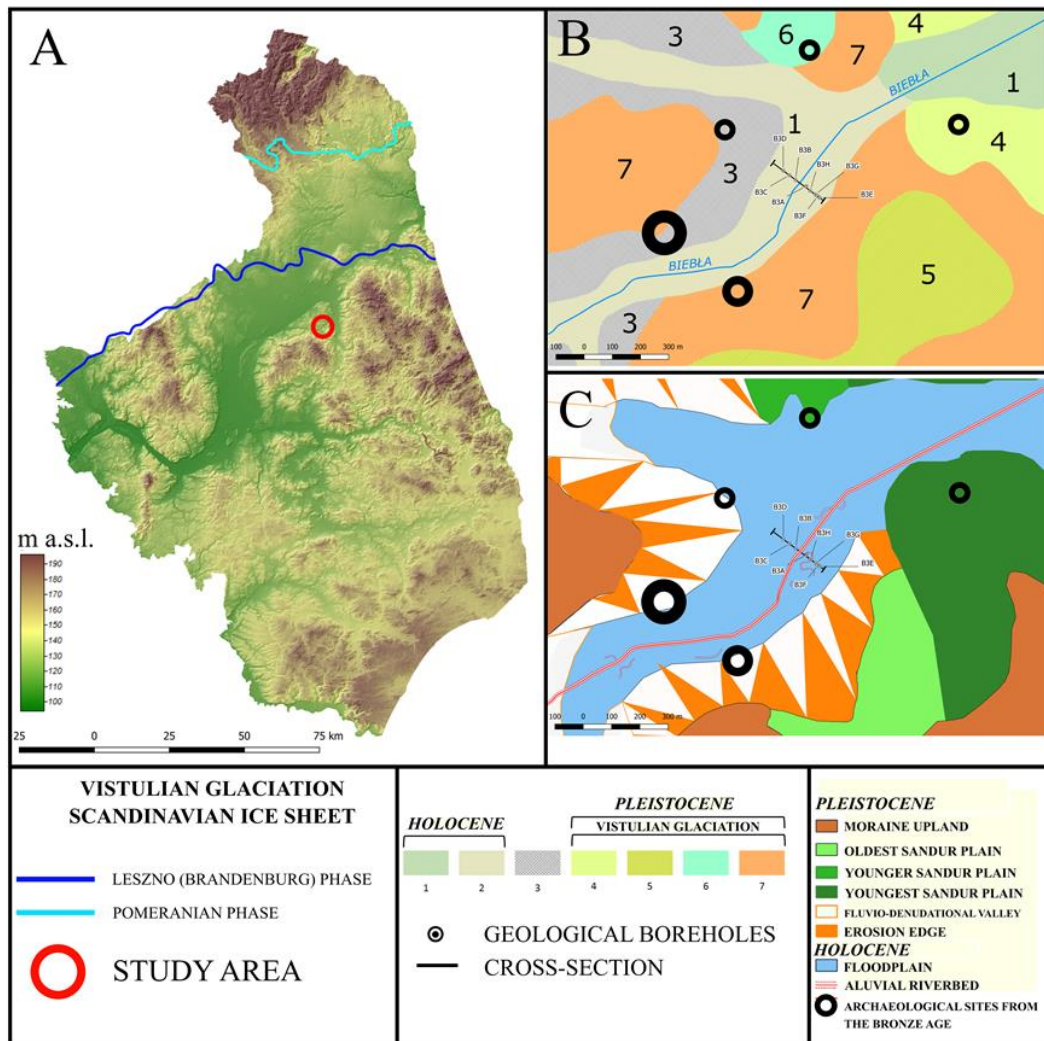 A
m a.s.l.
190
180
170
160
150
140
130
120
110
100
25 0 25 75 km
B
3
6
7
4
BIEBŁA
1
1
4
7
3
B3D
B3B
B3H
B3G
B3C
B3A
B3F
B3E
BIEBŁA
7
5
3
100 0 100 200 300 m
C
B3D
B3B
B3H
B3G
B3C
B3A
B3F
B3E
100 0 100 200 300 m
VISTULIAN GLACIATION
SCANDINAVIAN ICE SHEET
LESZNO (BRANDENBURG) PHASE
POMERANIAN PHASE
STUDY AREA
PLEISTOCENE
HOLOCENE
VISTULIAN GLACIATION
1 2 3 4 5 6 7
GEOLOGICAL BOREHOLES
CROSS-SECTION
PLEISTOCENE
MORAINE UPLAND
OLDEST SANDUR PLAIN
YOUNGER SANDUR PLAIN
YOUNGEST SANDUR PLAIN
FLUVIO-DENUDATIONAL VALLEY
EROSION EDGE
HOLOCENE
FLOODPLAIN
ALUVIAL RIVERBED
ARCHAEOLOGICAL SITES FROM
THE BRONZE AGE